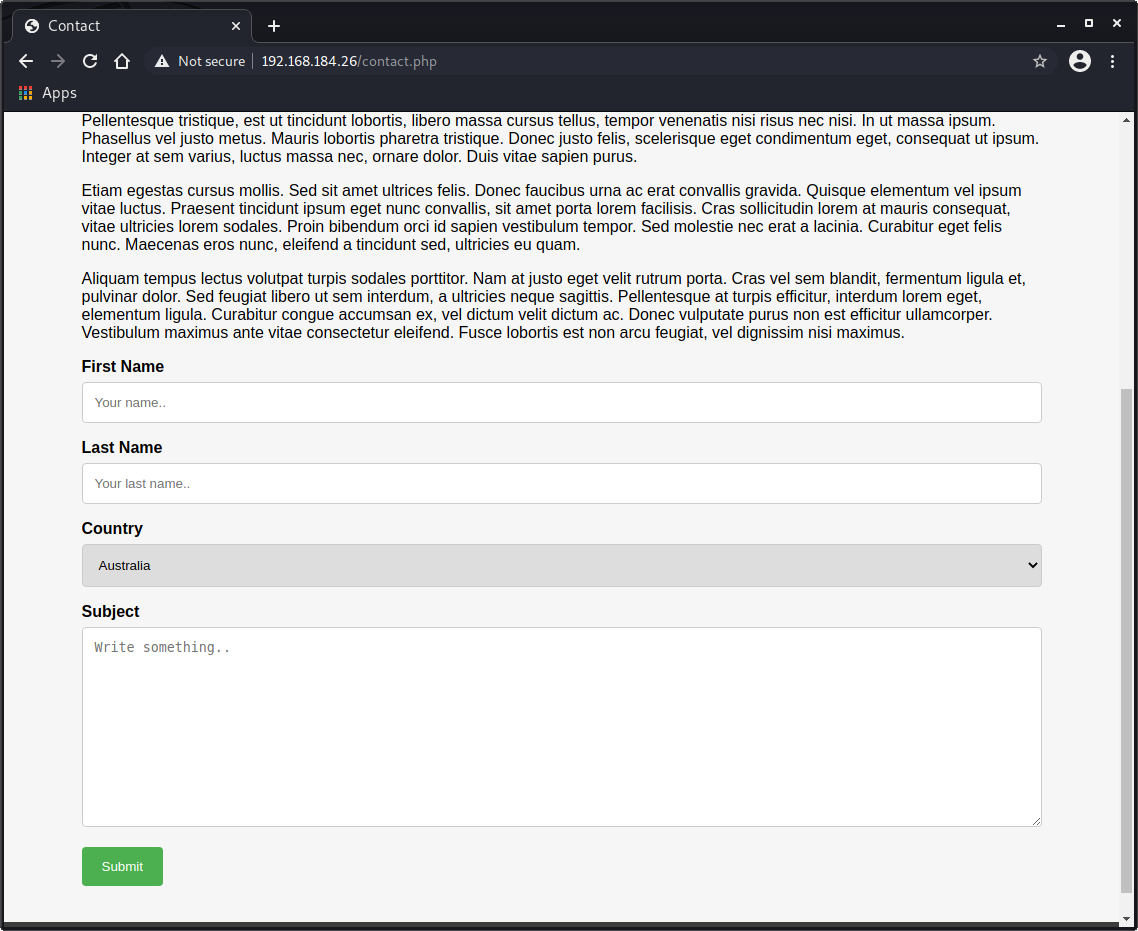 Contact
Not secure
192.168.184.26/contact.php
Apps
Pellentesque tristique, est ut tincidunt lobortis, libero massa cursus tellus, tempor venenatis nisi risus nec nisi. In ut massa ipsum.
Phasellus vel justo metus. Mauris lobortis pharetra tristique. Donec justo felis, scelerisque eget condimentum eget, consequat ut ipsum.
Integer at sem varius, luctus massa nec, ornare dolor. Duis vitae sapien purus.
Etiam egestas cursus mollis. Sed sit amet ultrices felis. Donec faucibus urna ac erat convallis gravida. Quisque elementum vel ipsum
vitae luctus. Praesent tincidunt ipsum eget nunc convallis, sit amet porta lorem facilisis. Cras sollicitudin lorem at mauris consequat,
vitae ultricies lorem sodales. Proin bibendum orci id sapien vestibulum tempor. Sed molestie nec erat a lacinia. Curabitur eget felis
nunc. Maecenas eros nunc, eleifend a tincidunt sed, ultricies eu quam.
Aliquam tempus lectus volutpat turpis sodales porttitor. Nam at justo eget velit rutrum porta. Cras vel sem blandit, fermentum ligula et,
pulvinar dolor. Sed feugiat libero ut sem interdum, a ultricies neque sagittis. Pellentesque at turpis efficitur, interdum lorem eget,
elementum ligula. Curabitur congue accumsan ex, vel dictum velit dictum ac. Donec vulputate purus non est efficitur ullamcorper.
Vestibulum maximus ante vitae consectetur eleifend. Fusce lobortis est non arcu feugiat, vel dignissim nisi maximus.
First Name
Your name..
Last Name
Your last name..
Country
Australia
Subject
Write something..
Submit